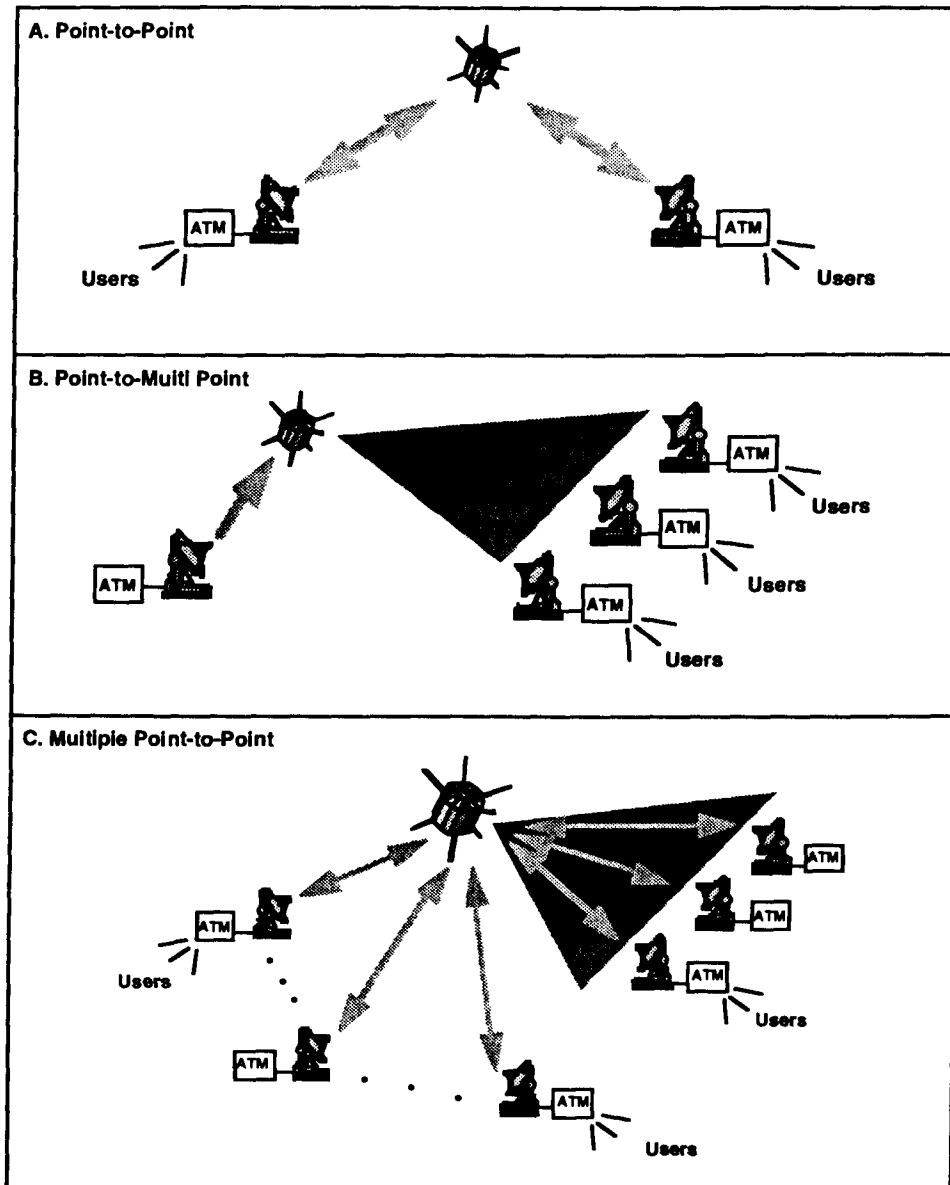 A. Point-to-Point
ATM
ATM
Users
Users
B. Point-to-Multi Point
ATM
Users
ATM
Users
ATM
ATM
Users
C. Multiple Point-to-Point
ATM
ATM
ATM
Users
ATM
Users
ATM
ATM
Users